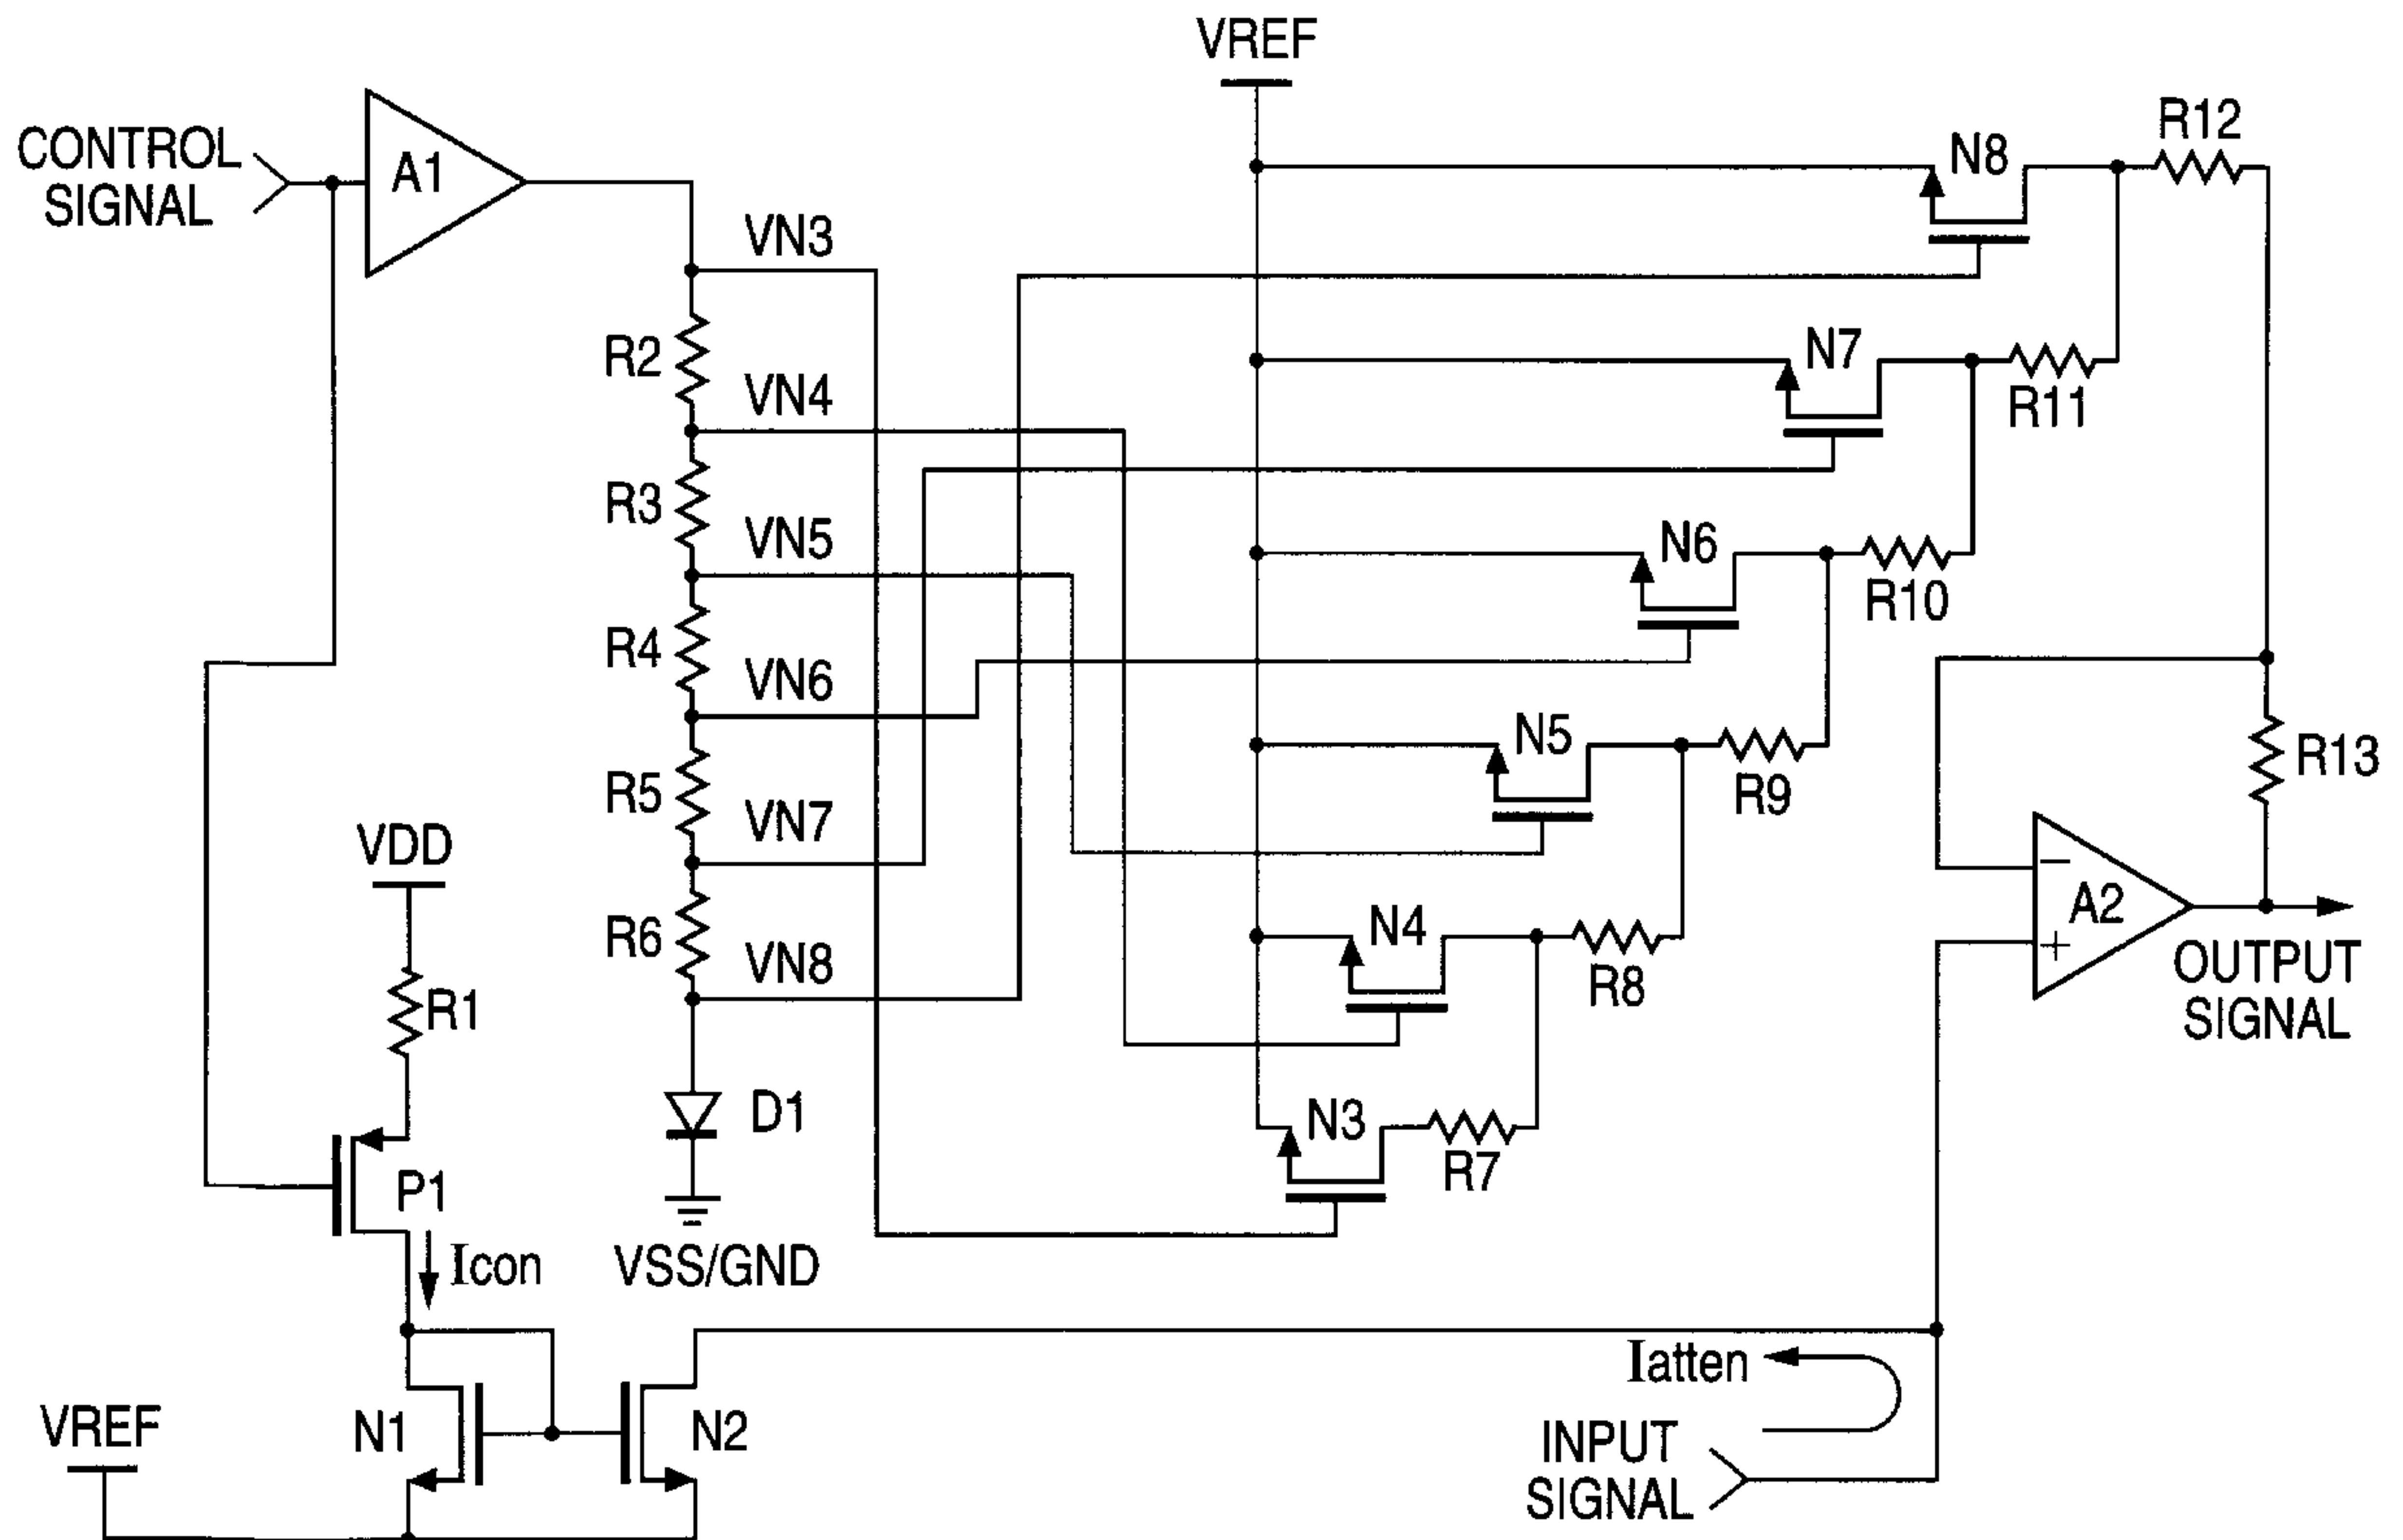 VREF
R12
CONTROL
SIGNAL
A1
N8
VN3
R2
N7
VN4
R11
R3
VN5
N6
R10
R4
VN6
N5
R9
R13
R5
VN7
VDD
A2
−
+
N4
R6
VN8
R8
OUTPUT
SIGNAL
R1
D1
N3
R7
P1
Icon
VSS/GND
Iatten
VREF
N1
N2
INPUT
SIGNAL